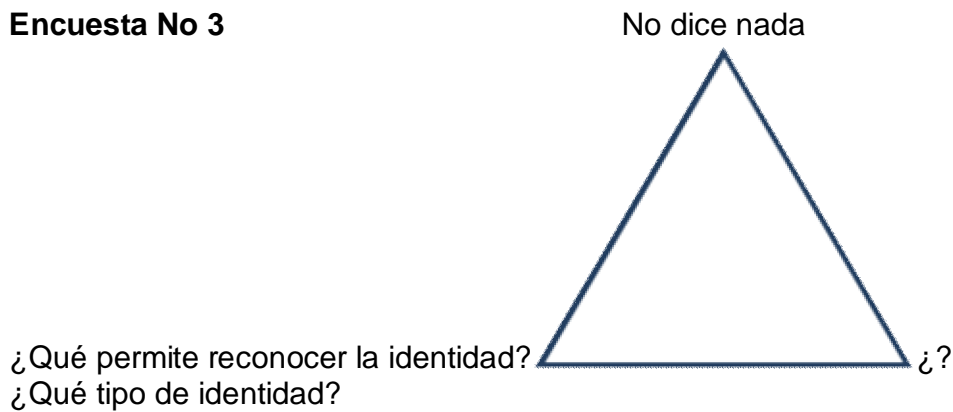 Encuesta No 3
No dice nada
¿Qué permite reconocer la identidad?
¿?
¿Qué tipo de identidad?